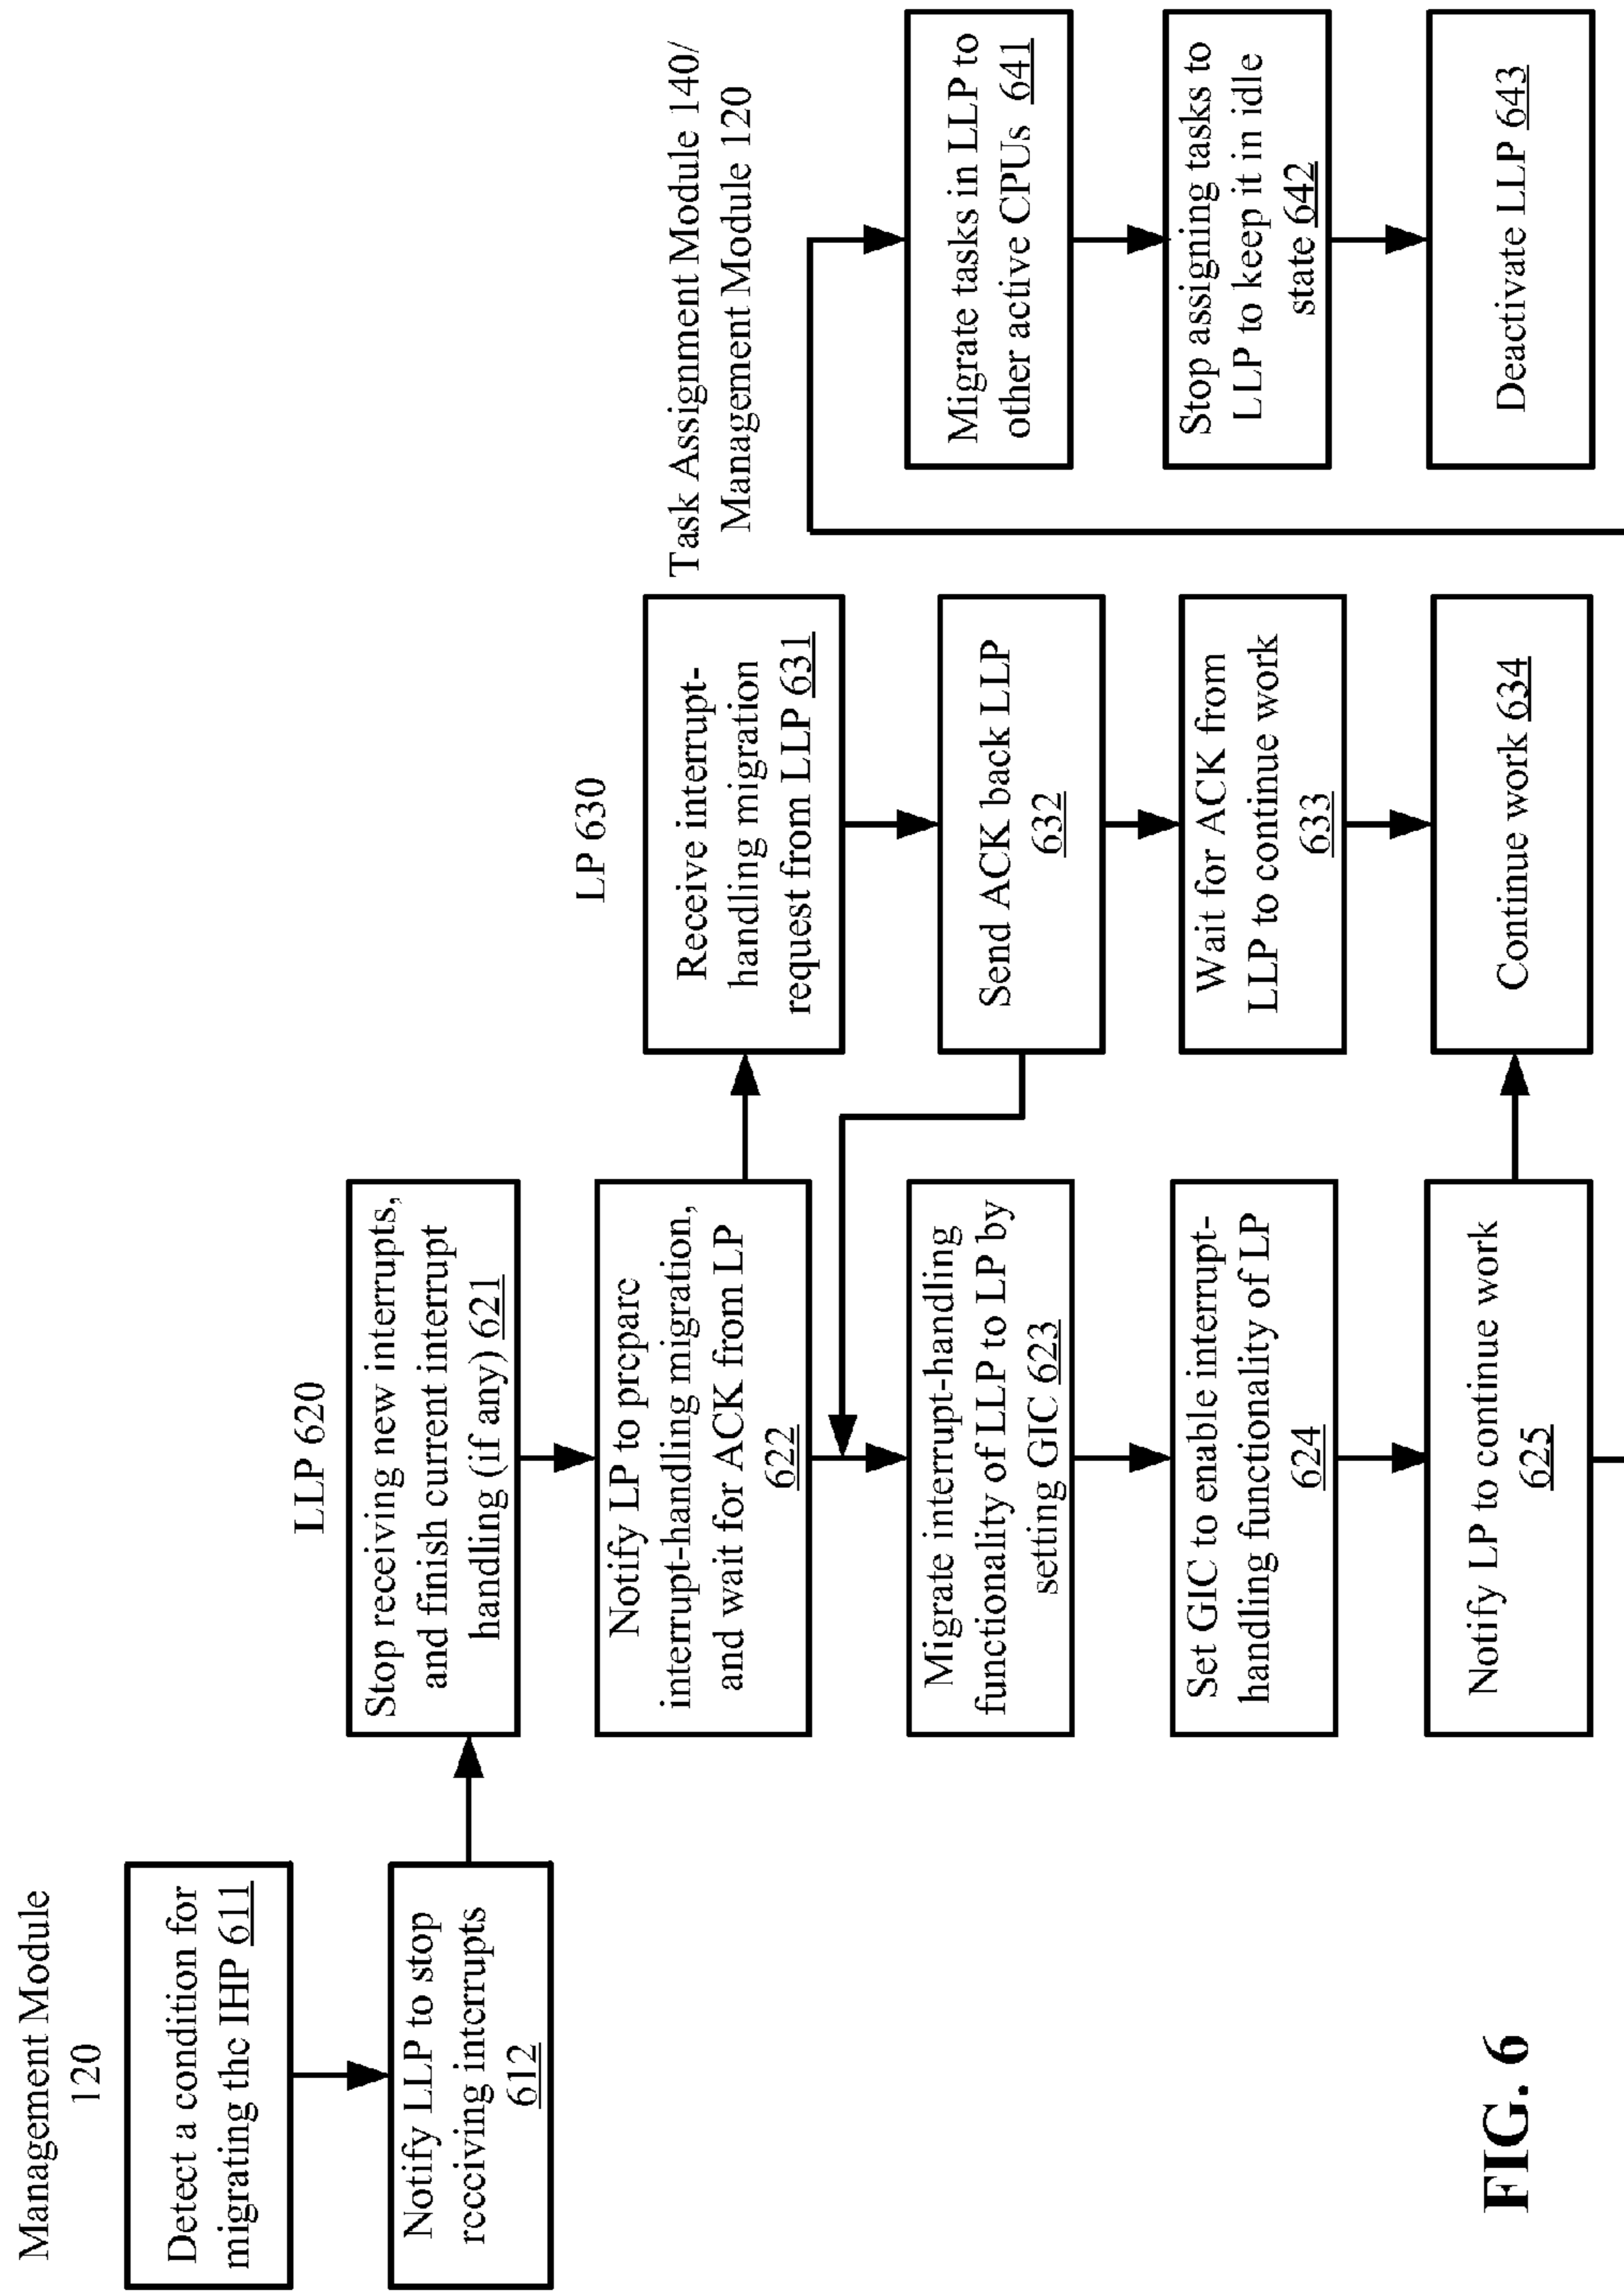 Management Module
120
Detect a condition for
migrating the IHP 611
Notify LLP to stop
receiving interrupts
612
LLP 620
Stop receiving new interrupts,
and finish current interrupt
handling (if any) 621
Notify LP to prepare
interrupt-handling migration,
and wait for ACK from LP
622
Migrate interrupt-handling
functionality of LLP to LP by
setting GIC 623
Set GIC to enable interrupt-
handling functionality of LP
624
Notify LP to continue work
625
LP 630
Receive interrupt-
handling migration
request from LLP 631
Send ACK back LLP
632
Wait for ACK from
LLP to continue work
633
Continue work 634
Task Assignment Module 140/
Management Module 120
Migrate tasks in LLP to
other active CPUs 641
Stop assigning tasks to
LLP to keep it in idle
state 642
Deactivate LLP 643
FIG. 6